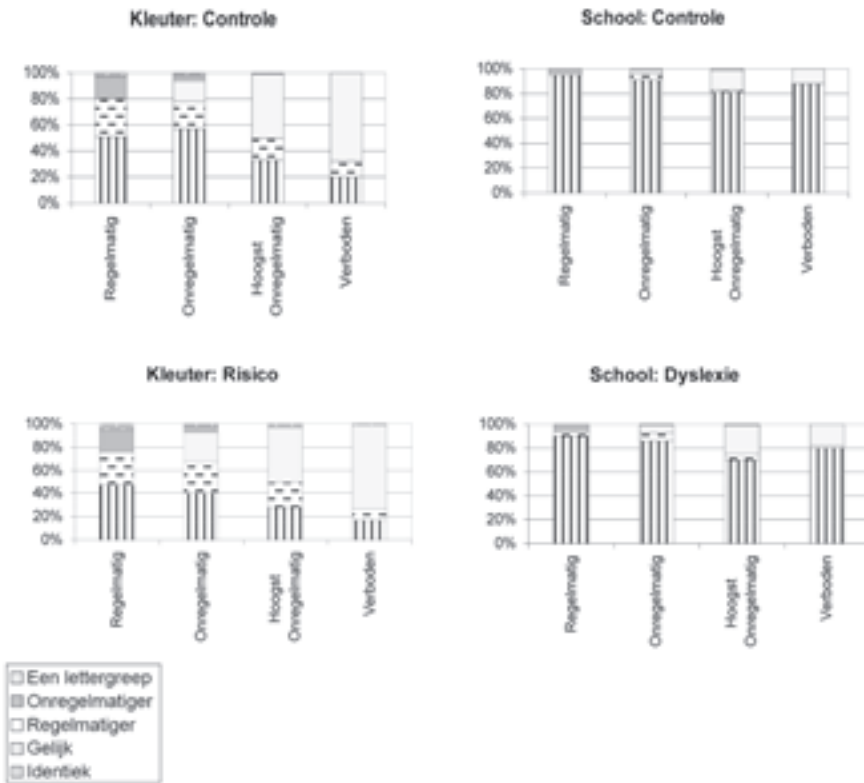 Kleuter: Controle
100%
80%
60%
40%
20%
0%
Regelmatig
Onregelmatig
Hoogst
Onregelmatig
Verboden
School: Controle
100%
80%
60%
40%
20%
0%
Regelmatig
Onregelmatig
Hoogst
Onregelmatig
Verboden
Kleuter: Risico
100%
80%
60%
40%
20%
0%
Regelmatig
Onregelmatig
Hoogst
Onregelmatig
Verboden
School: Dyslexie
100%
80%
60%
40%
20%
0%
Regelmatig
Onregelmatig
Hoogst
Onregelmatig
Verboden
Een lettergreep
Onregelmatiger
Regelmatiger
Gelijk
Identiek